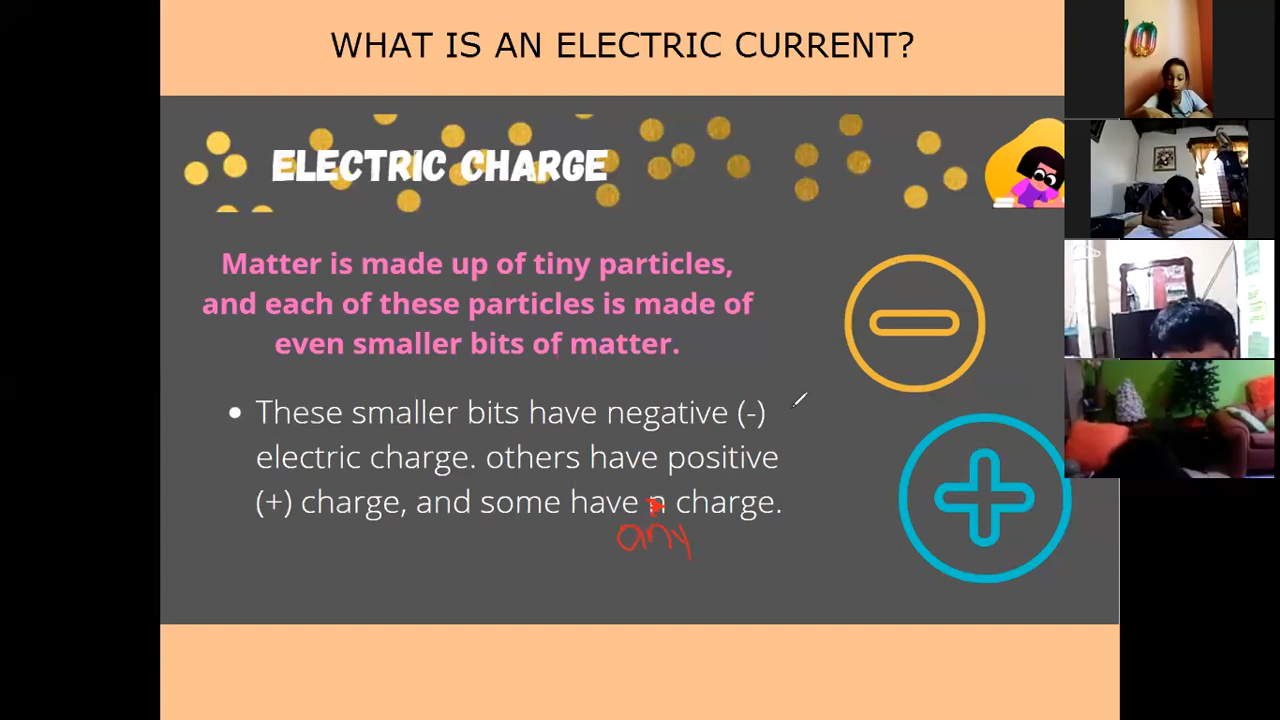 WHAT IS AN ELECTRIC CURRENT?
ELECTRIC CHARGE
Matter is made up of tiny particles,
and each of these particles is made of
even smaller bits of matter.
These smaller bits have negative (-)
electric charge. others have positive
(+) charge, and some have n charge.
any